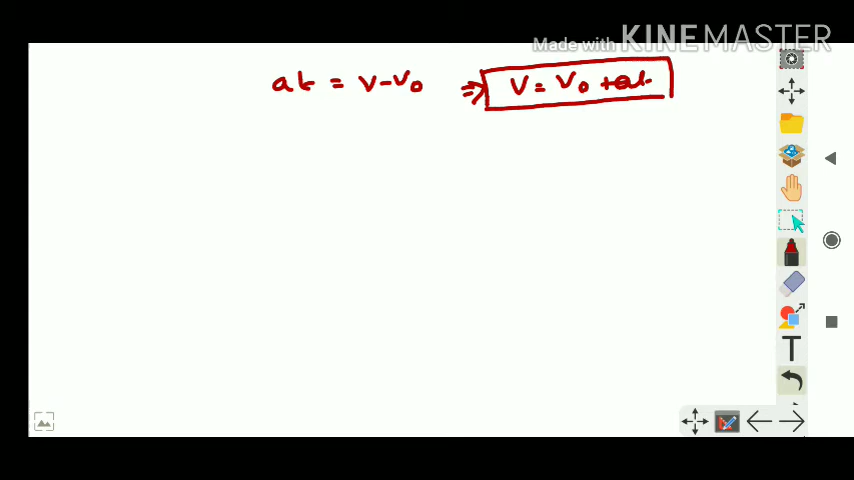 Made with KINEMASTER
at = v-v₀ ⇒ v = v₀ + at
T